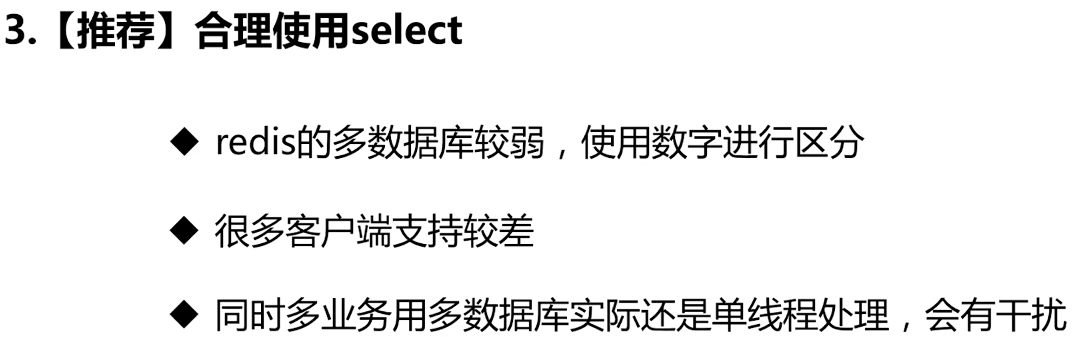 3.【推荐】合理使用select
◆ redis的多数据库较弱，使用数字进行区分
◆ 很多客户端支持较差
◆ 同时多业务用多数据库实际还是单线程处理，会有干扰